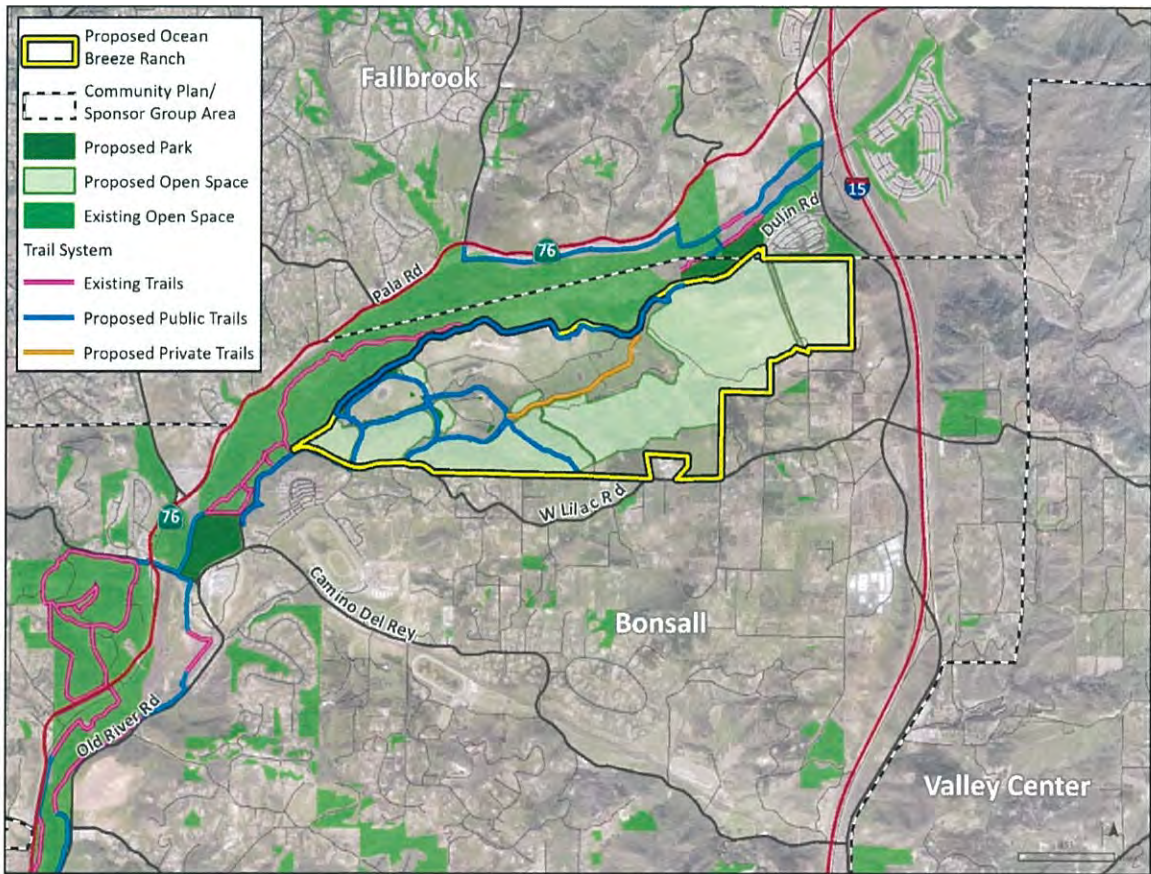 Proposed Ocean
Breeze Ranch
Community Plan/
Sponsor Group Area
Proposed Park
Proposed Open Space
Existing Open Space
Trail System
Existing Trails
Proposed Public Trails
Proposed Private Trails
Fallbrook
15
Dulin Rd
76
Pala Rd
W Lilac Rd
76
Camino Del Rey
Bonsall
Old River Rd
Valley Center